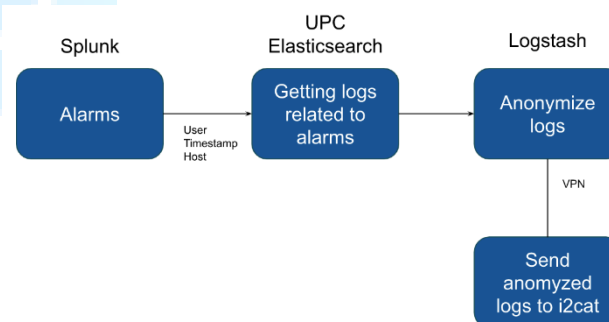 Splunk
UPC
Elasticsearch
Logstash
Alarms
User
Timestamp
Host
Getting logs
related to
alarms
Anonymize
logs
VPN
Send
anomyzed
logs to i2cat